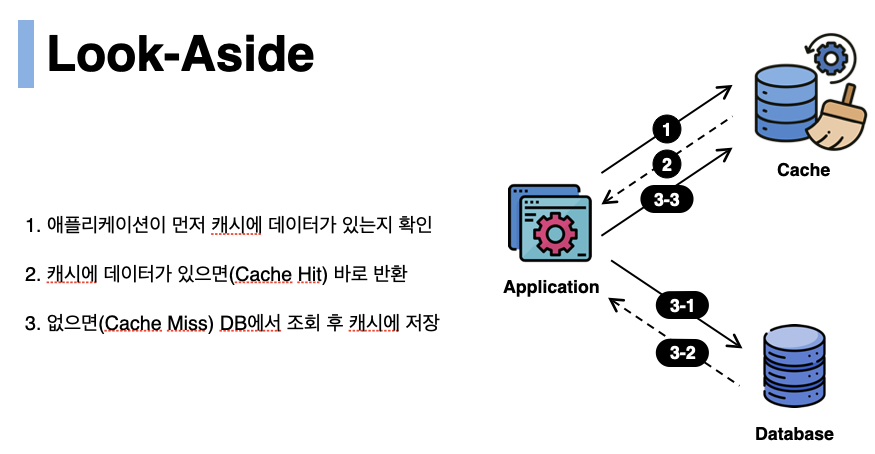 Look-Aside
1. 애플리케이션이 먼저 캐시에 데이터가 있는지 확인
2. 캐시에 데이터가 있으면(Cache Hit) 바로 반환
3. 없으면(Cache Miss) DB에서 조회 후 캐시에 저장
1
2
3-3
Cache
Application
3-1
3-2
Database